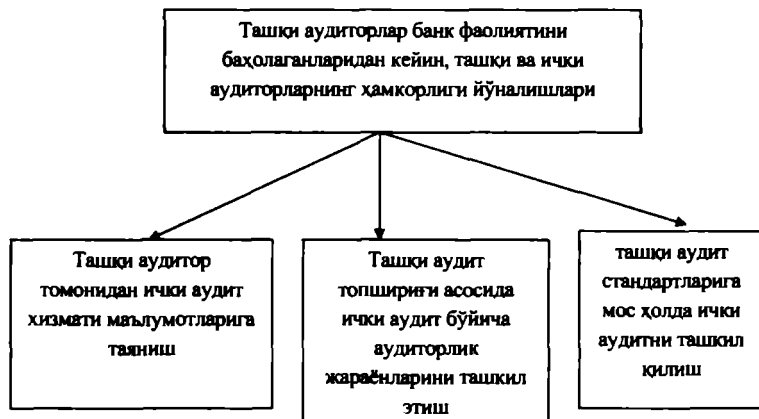 Ташқи аудиторлар банк фаолиятини
баҳолаганларидан кейин, ташқи ва ички
аудиторларнинг ҳамкорлиги йўналишлари
Ташқи аудитор
томонидан ички аудит
хизмати маълумотларига
таяниш
Ташқи аудит
топшириғи асосида
ички аудит бўйича
аудиторлик
жараёнларини ташкил
этиш
ташқи аудит
стандартларига
мос ҳолда ички
аудитни ташкил
қилиш